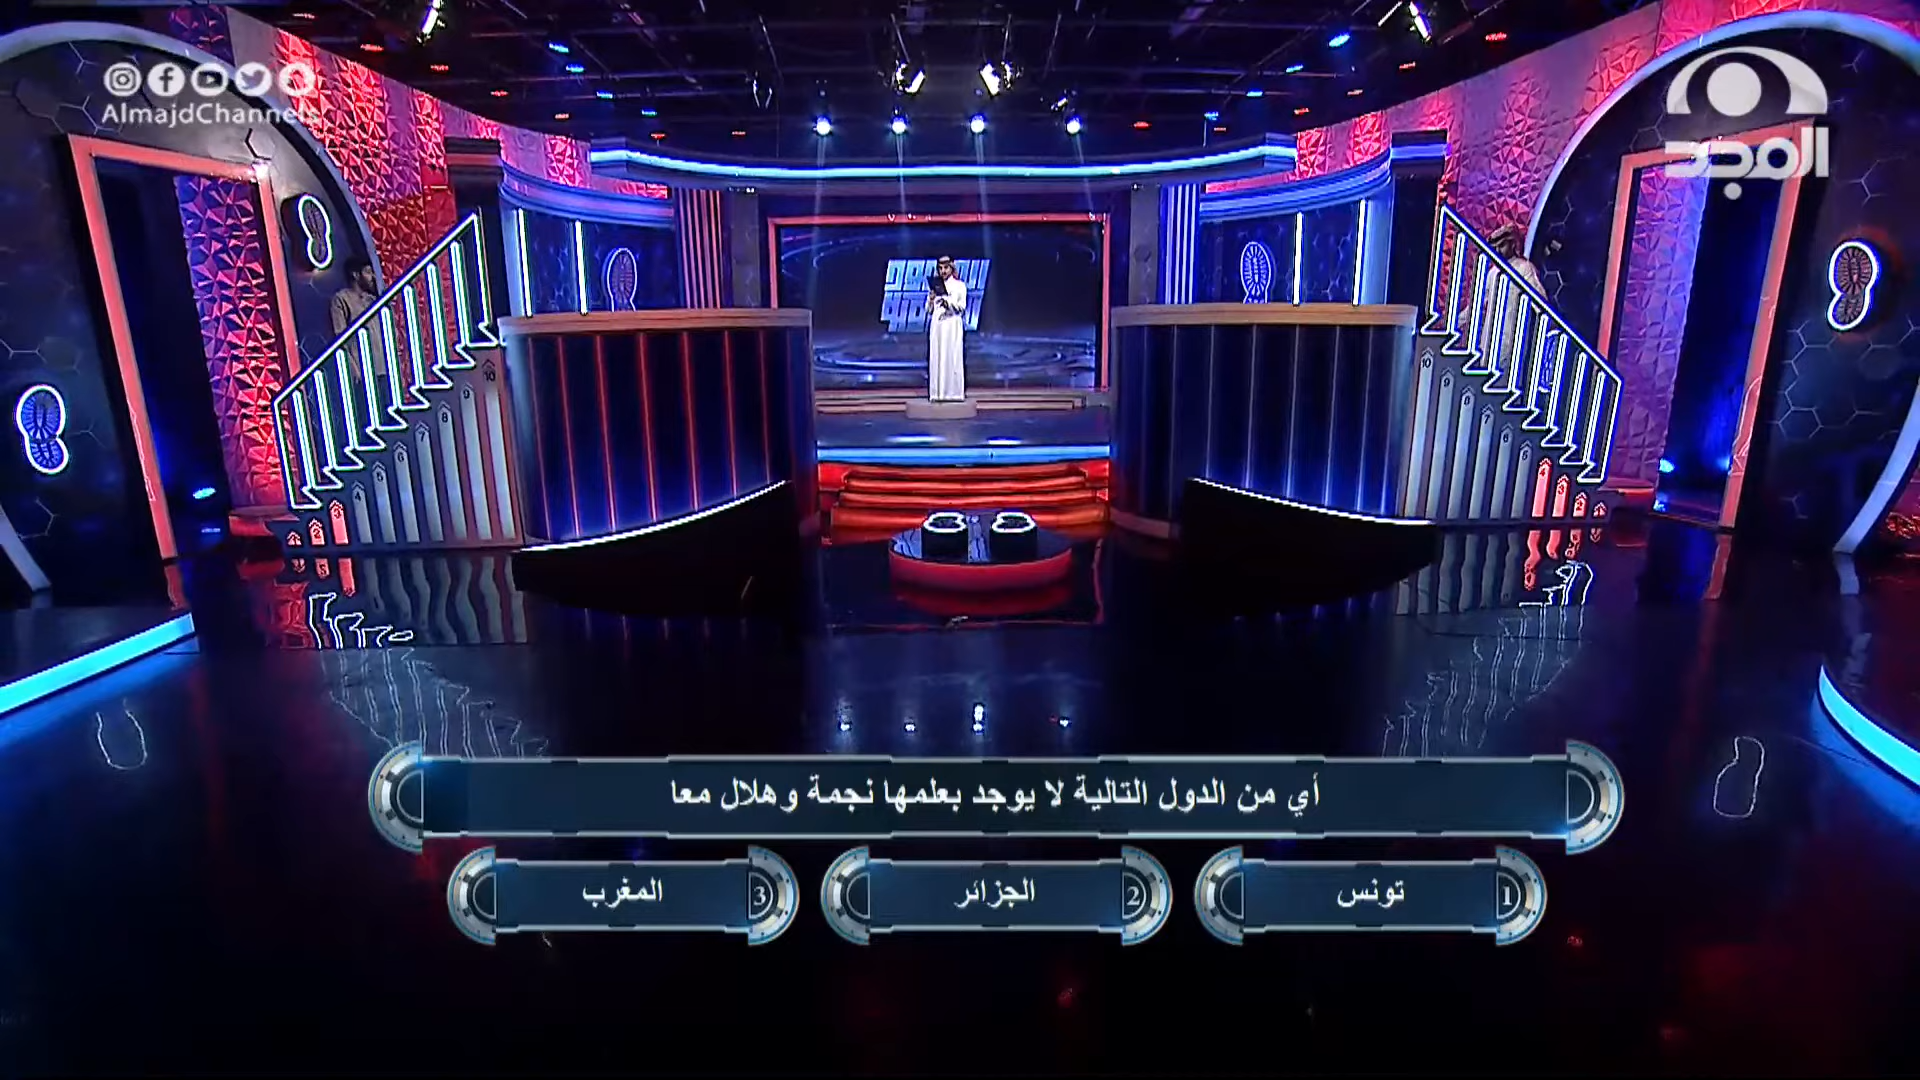 AlmajdChannels
المجد
أي من الدول التالية لا يوجد بعلمها نجمة وهلال معا
1 تونس
2 الجزائر
3 المغرب